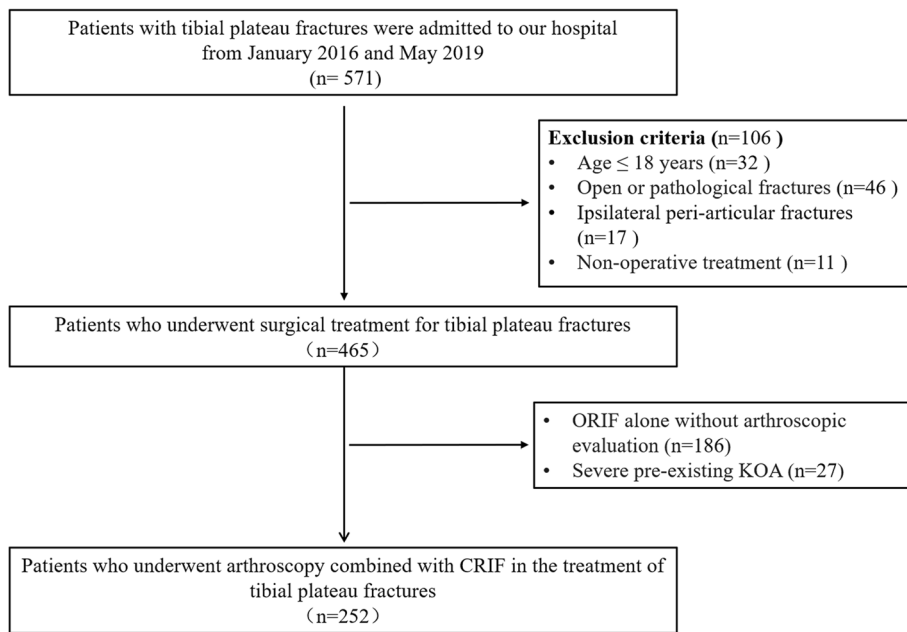 Patients with tibial plateau fractures were admitted to our hospital
from January 2016 and May 2019
(n= 571)
Exclusion criteria (n=106 )
• Age ≤ 18 years (n=32 )
• Open or pathological fractures (n=46 )
• Ipsilateral peri-articular fractures
(n=17 )
• Non-operative treatment (n=11 )
Patients who underwent surgical treatment for tibial plateau fractures
（n=465）
• ORIF alone without arthroscopic
evaluation (n=186)
• Severe pre-existing KOA (n=27)
Patients who underwent arthroscopy combined with CRIF in the treatment of
tibial plateau fractures
（n=252）